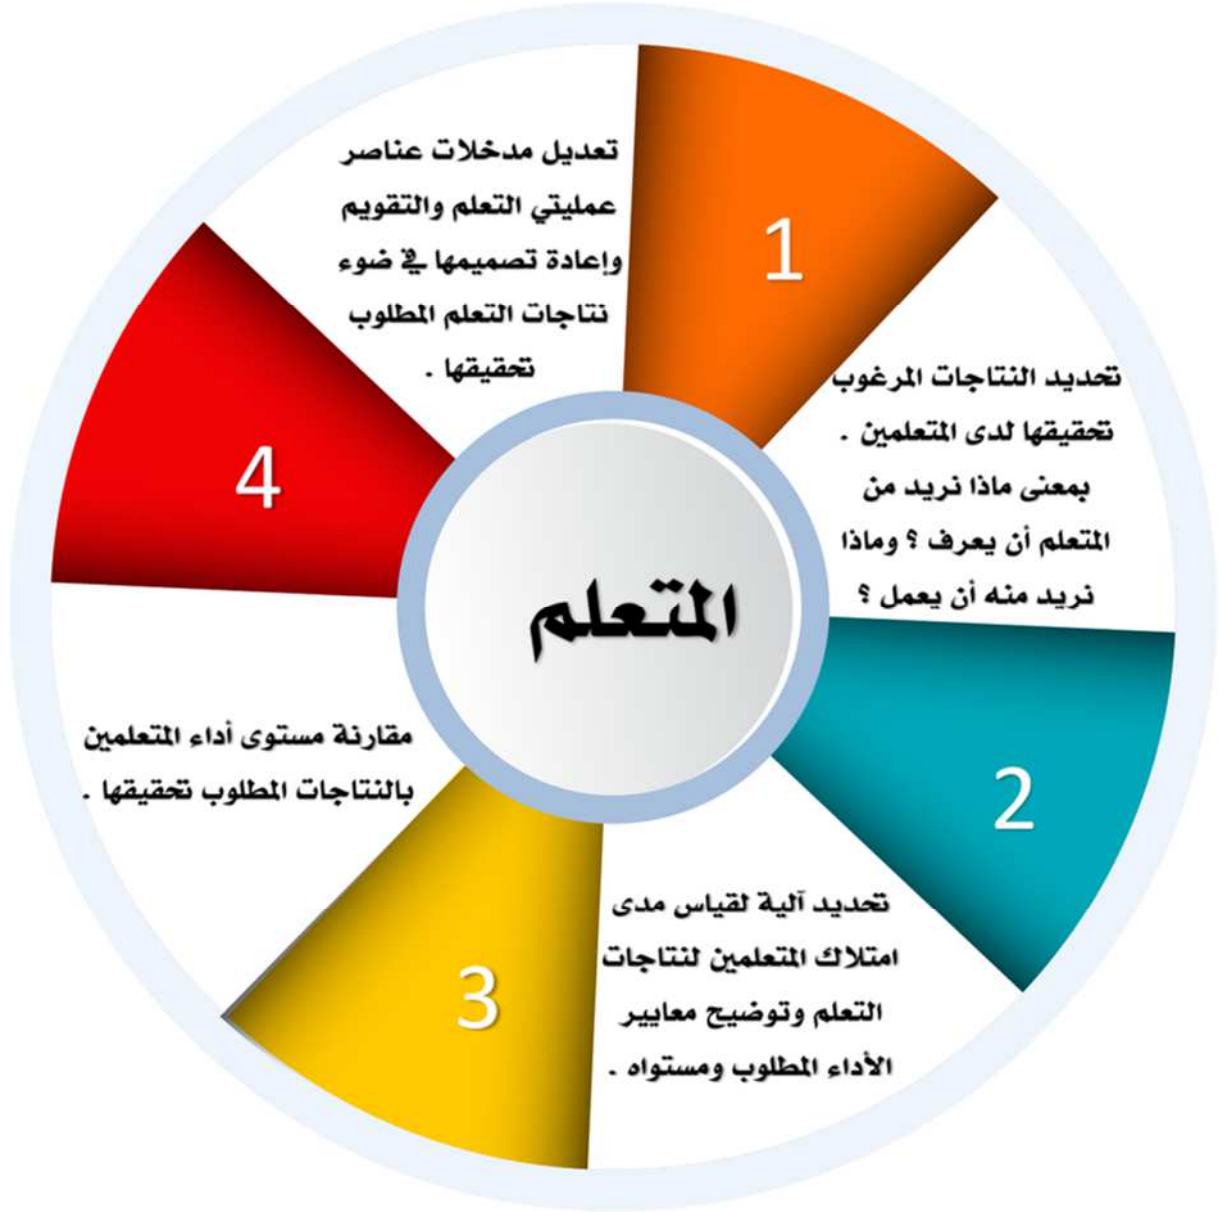 المتعلم
1
تحديد النتاجات المرغوب
تحقيقها لدى المتعلمين .
بمعنى ماذا نريد من
المتعلم أن يعرف ؟ وماذا
نريد منه أن يعمل ؟
2
تحديد آلية لقياس مدى
امتلاك المتعلمين لنتاجات
التعلم وتوضيح معايير
الأداء المطلوب ومستواه .
3
مقارنة مستوى أداء المتعلمين
بالنتاجات المطلوب تحقيقها .
4
تعديل مدخلات عناصر
عمليتي التعلم والتقويم
وإعادة تصميمها في ضوء
نتاجات التعلم المطلوب
تحقيقها .